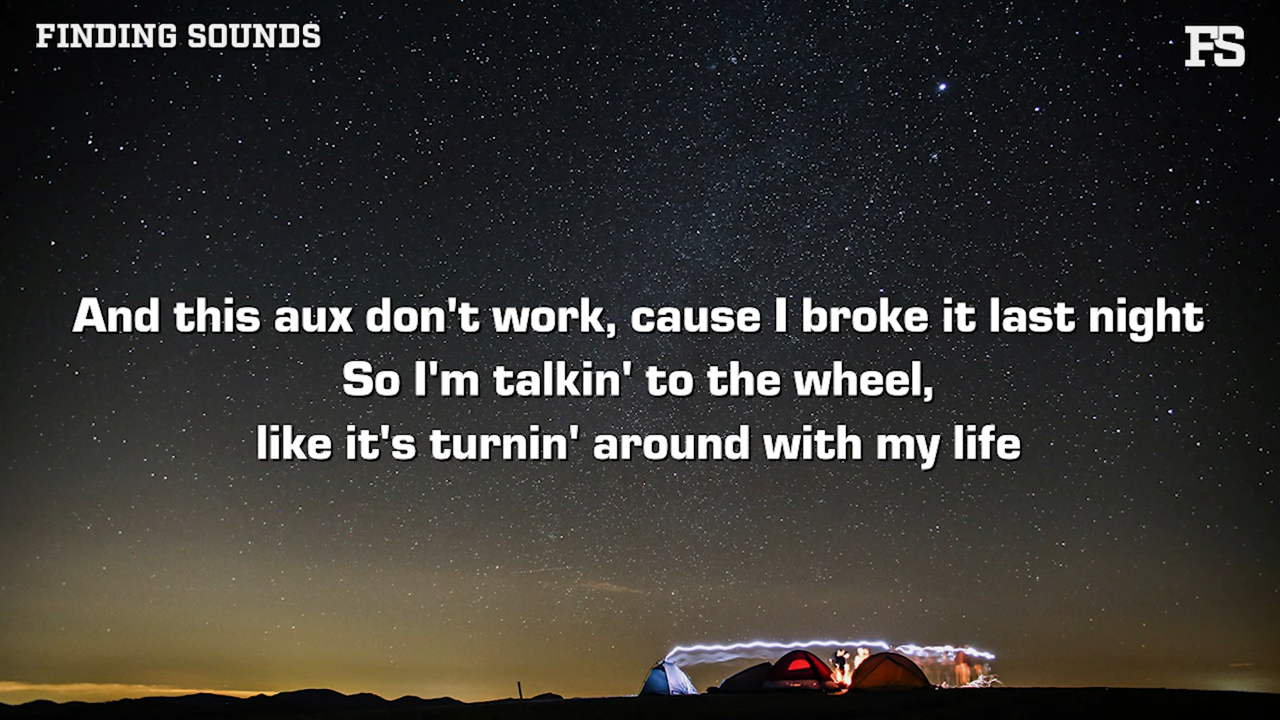 FINDING SOUNDS
FS
And this aux don't work, cause I broke it last night
So I'm talkin' to the wheel,
like it's turnin' around with my life